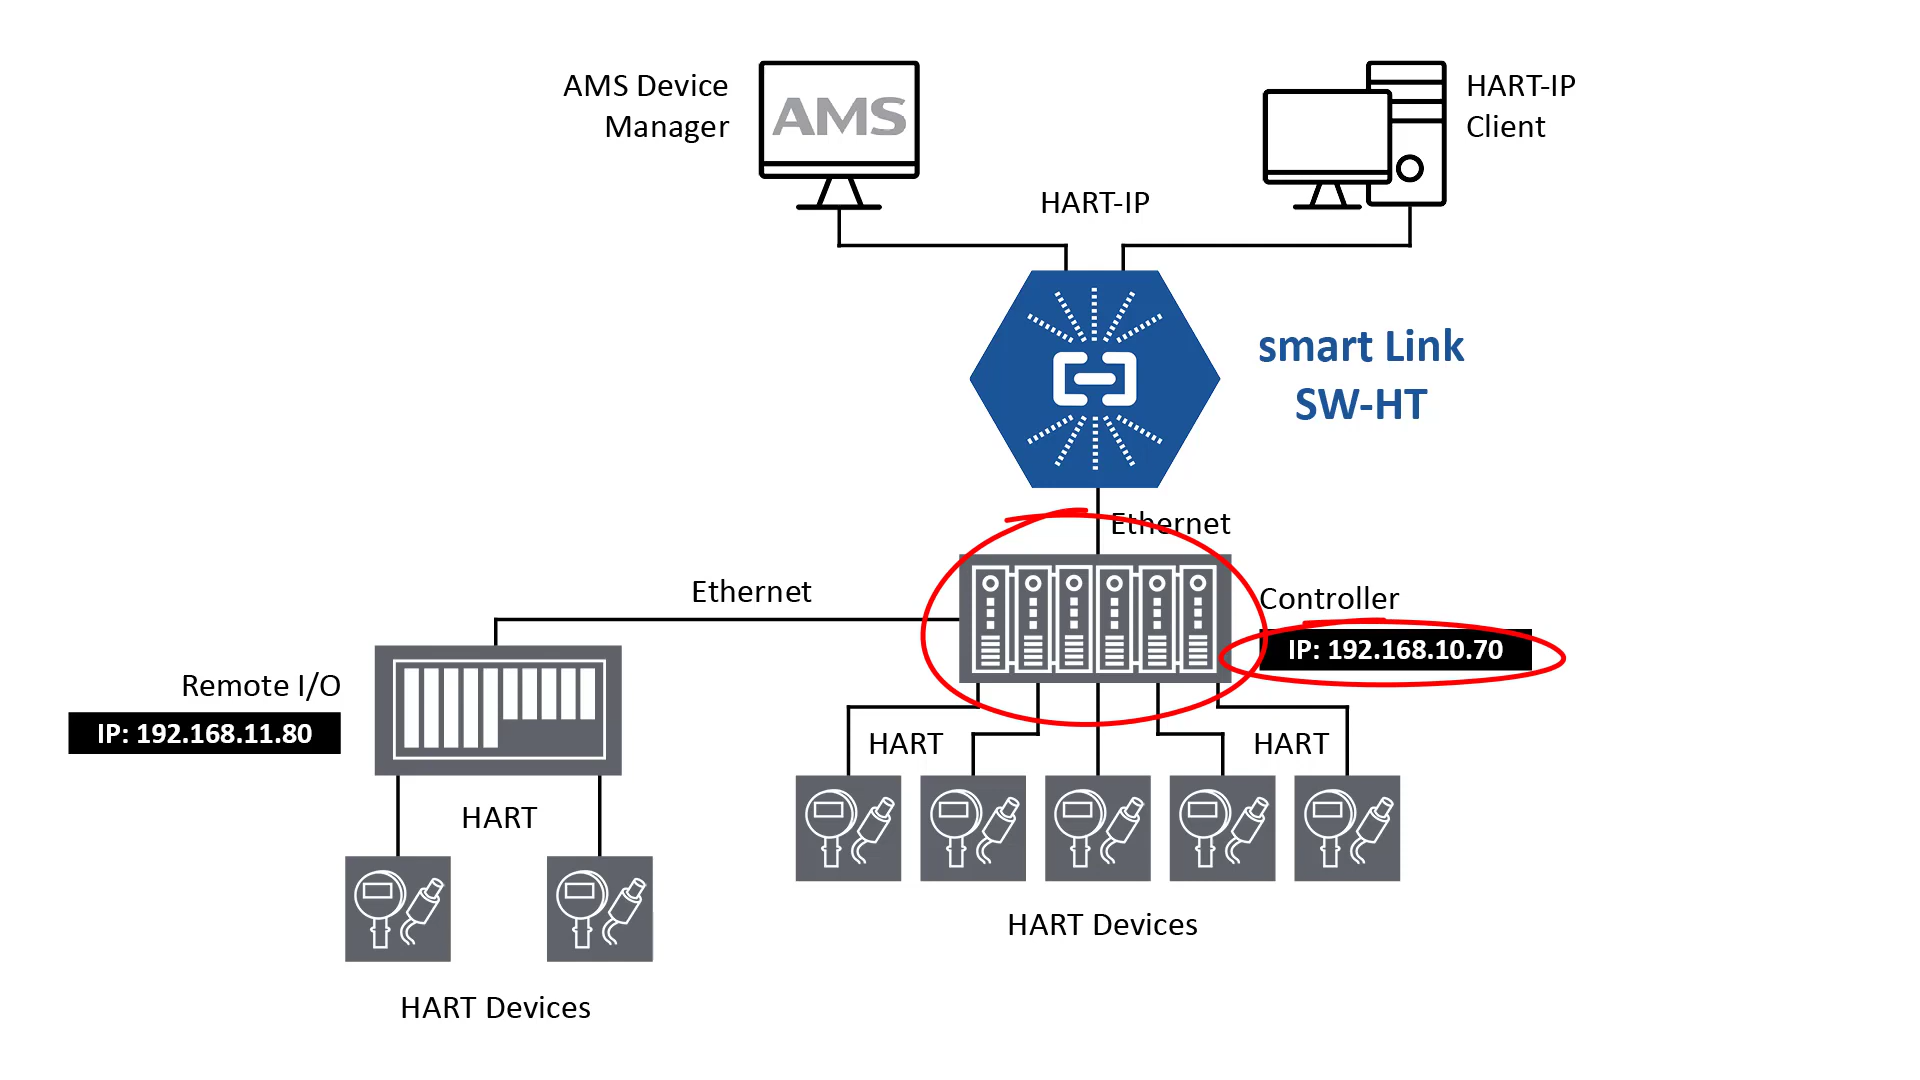 AMS Device
Manager
AMS
HART-IP
Client
HART-IP
smart Link
SW-HT
Ethernet
Ethernet
Controller
IP: 192.168.10.70
Remote I/O
IP: 192.168.11.80
HART
HART
HART
HART Devices
HART Devices